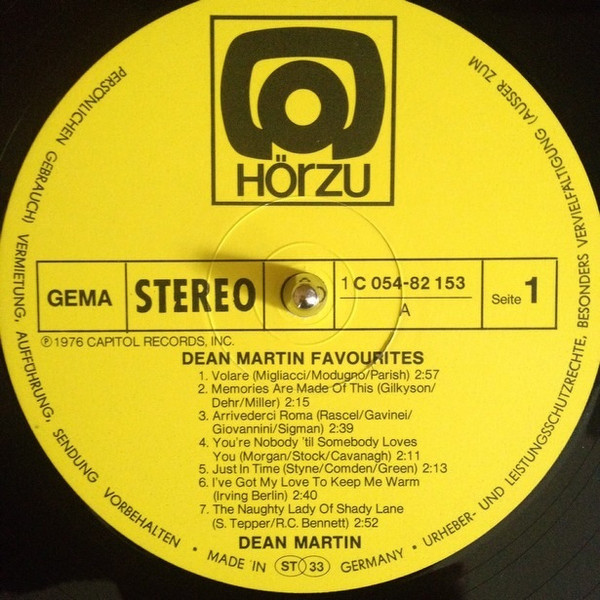 HÖRZU
GEMA
STEREO
1C 054-82 153
A
Seite 1
℗1976 CAPITOL RECORDS, INC.
DEAN MARTIN FAVOURITES
1. Volare (Migliacci/Modugno/Parish) 2:57
2. Memories Are Made Of This (Gilkyson/
Dehr/Miller) 2:15
3. Arrivederci Roma (Rascel/Gavinei/
Giovannini/Sigman) 2:39
4. You're Nobody 'til Somebody Loves
You (Morgan/Stock/Cavanagh) 2:11
5. Just In Time (Styne/Comden/Green) 2:13
6. I've Got My Love To Keep Me Warm
(Irving Berlin) 2:40
7. The Naughty Lady Of Shady Lane
(S. Tepper/R.C. Bennett) 2:52
DEAN MARTIN
• MADE IN ST 33 GERMANY • URHEBER- UND LEISTUNGSSCHUTZRECHTE, BESONDERS VERVIELFÄLTIGUNG (AUSSER ZUM
PERSÖNLICHEN GEBRAUCH) VERMIETUNG, AUFFÜHRUNG, SENDUNG VORBEHALTEN